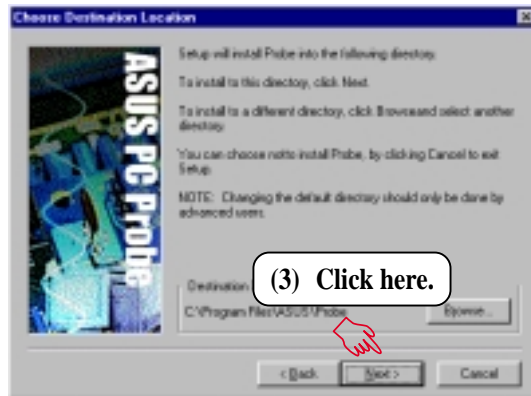 Choose Destination Location
ASUS PC Probe
Setup will install Probe into the following directory.
To install to this directory, click Next.
To install to a different directory, click Browse and select another
directory.
You can choose not to install Probe, by clicking Cancel to exit
Setup.
NOTE: Changing the default directory should only be done by
advanced users.
Destination
(3) Click here.
C:\Program Files\ASUS\Probe
Browse...
< Back
Next >
Cancel